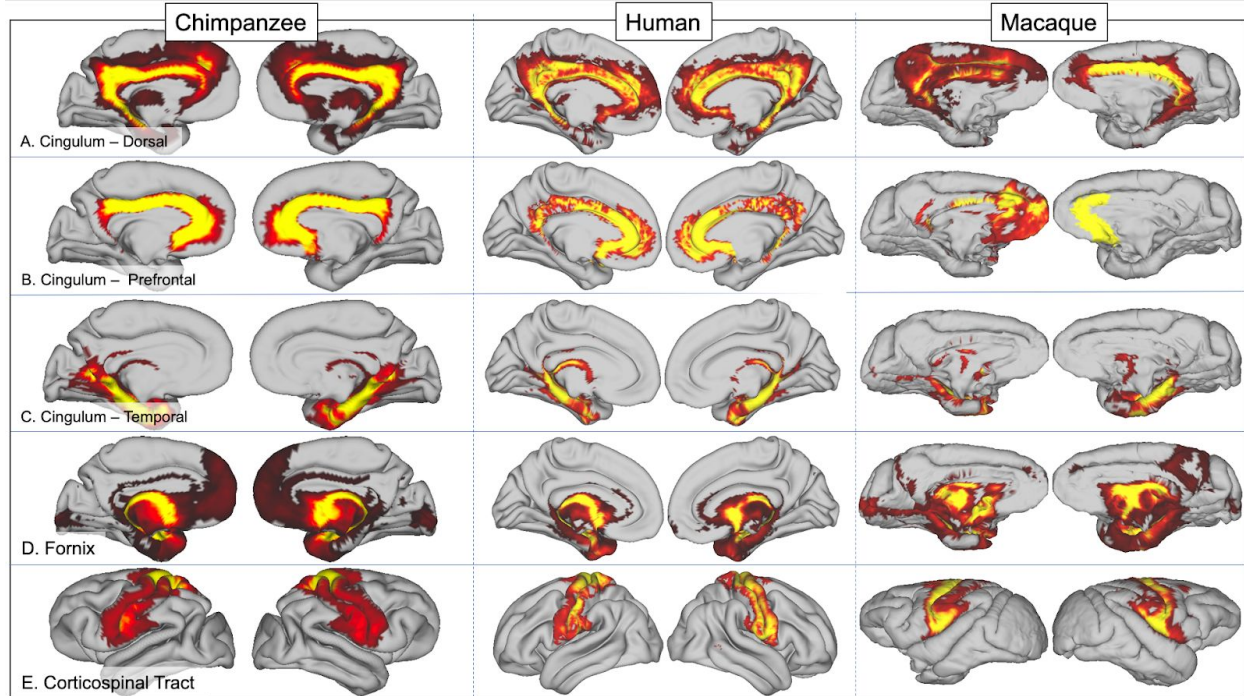 Chimpanzee
Human
Macaque
A. Cingulum – Dorsal
B. Cingulum – Prefrontal
C. Cingulum – Temporal
D. Fornix
E. Corticospinal Tract